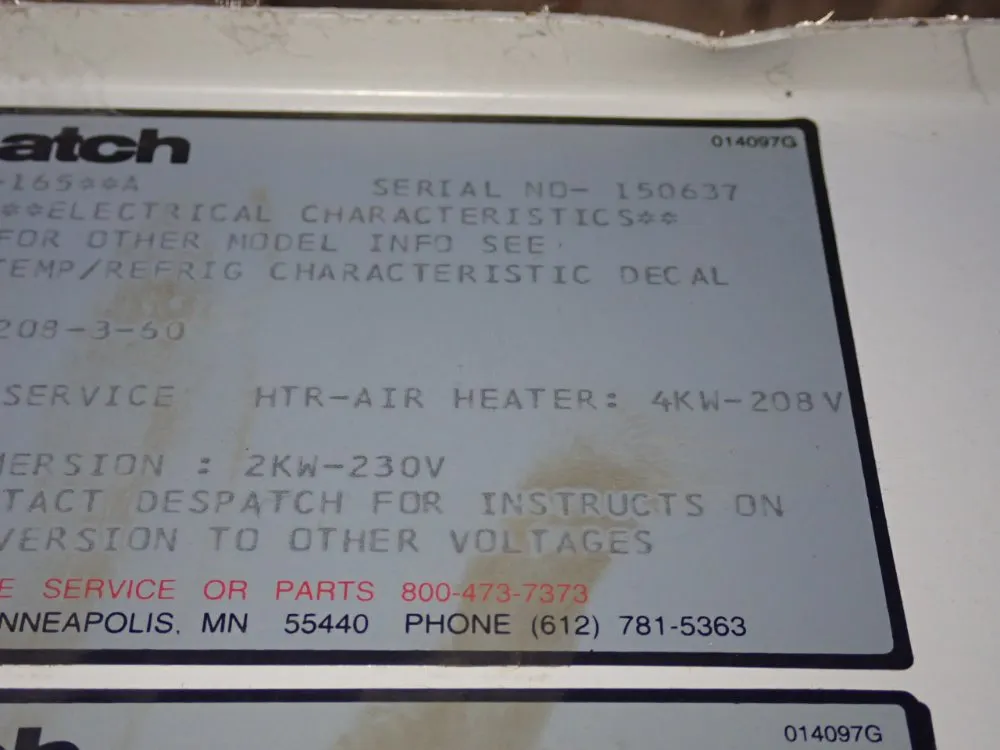 atch 014097G
-165**A SERIAL NO- 150637
**ELECTRICAL CHARACTERISTICS**
FOR OTHER MODEL INFO SEE
TEMP/REFRIG CHARACTERISTIC DECAL
208-3-60
SERVICE HTR-AIR HEATER: 4KW-208V
MERSION : 2KW-230V
TACT DESPATCH FOR INSTRUCTS ON
VERSION TO OTHER VOLTAGES
E SERVICE OR PARTS 800-473-7373
NNEAPOLIS, MN 55440 PHONE (612) 781-5363
ch 014097G